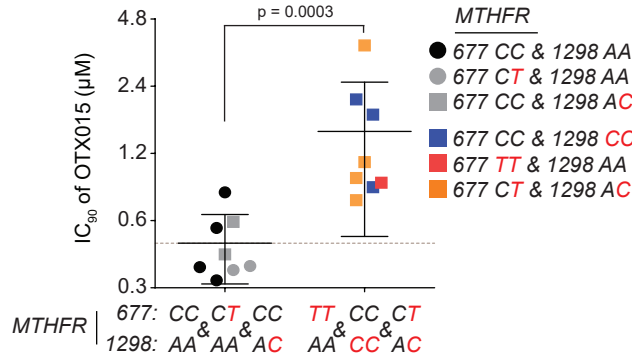 p = 0.0003
MTHFR
677 CC & 1298 AA
677 CT & 1298 AA
677 CC & 1298 AC
677 CC & 1298 CC
677 TT & 1298 AA
677 CT & 1298 AC
IC90 of OTX015 (µM)
4.8
2.4
1.2
0.6
0.3
MTHFR
677: CC CT CC TT CC CT
& & & &
1298: AA AA AC AA CC AC